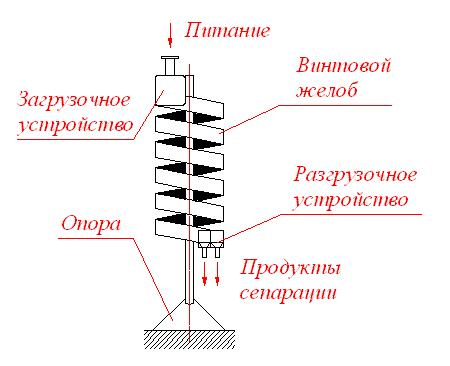 Питание
Винтовой
желоб
Загрузочное
устройство
Разгрузочное
устройство
Опора
Продукты
сепарации